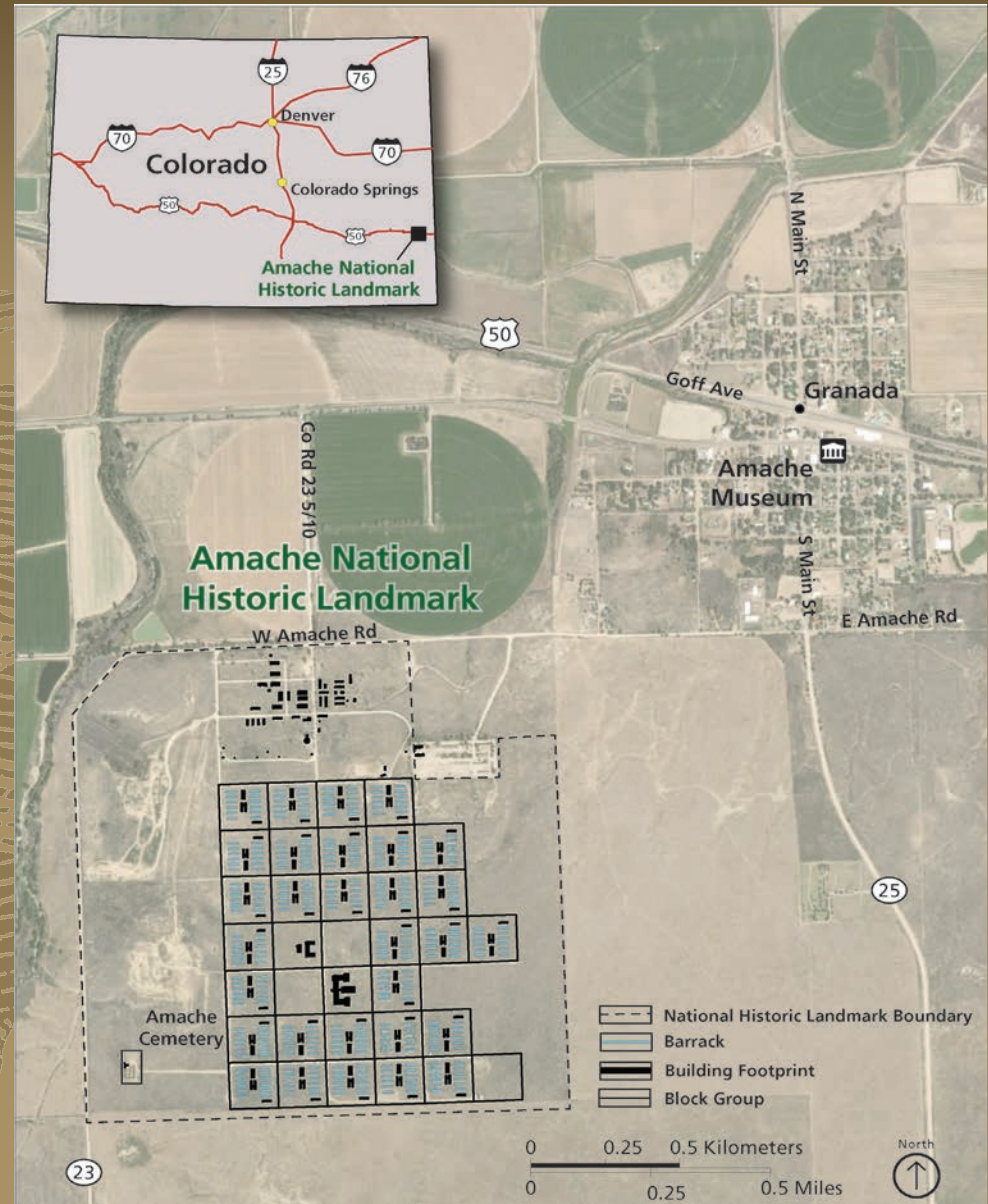 25
76
Denver
70
70
Colorado
Colorado Springs
50
50
Amache National
Historic Landmark
N Main St
50
Goff Ave
Granada
Co Rd 23 5/10
Amache
Museum
Amache National
Historic Landmark
S Main St
W Amache Rd
E Amache Rd
25
Amache
Cemetery
National Historic Landmark Boundary
Barrack
Building Footprint
Block Group
0 0.25 0.5 Kilometers
0 0.25 0.5 Miles
North
23